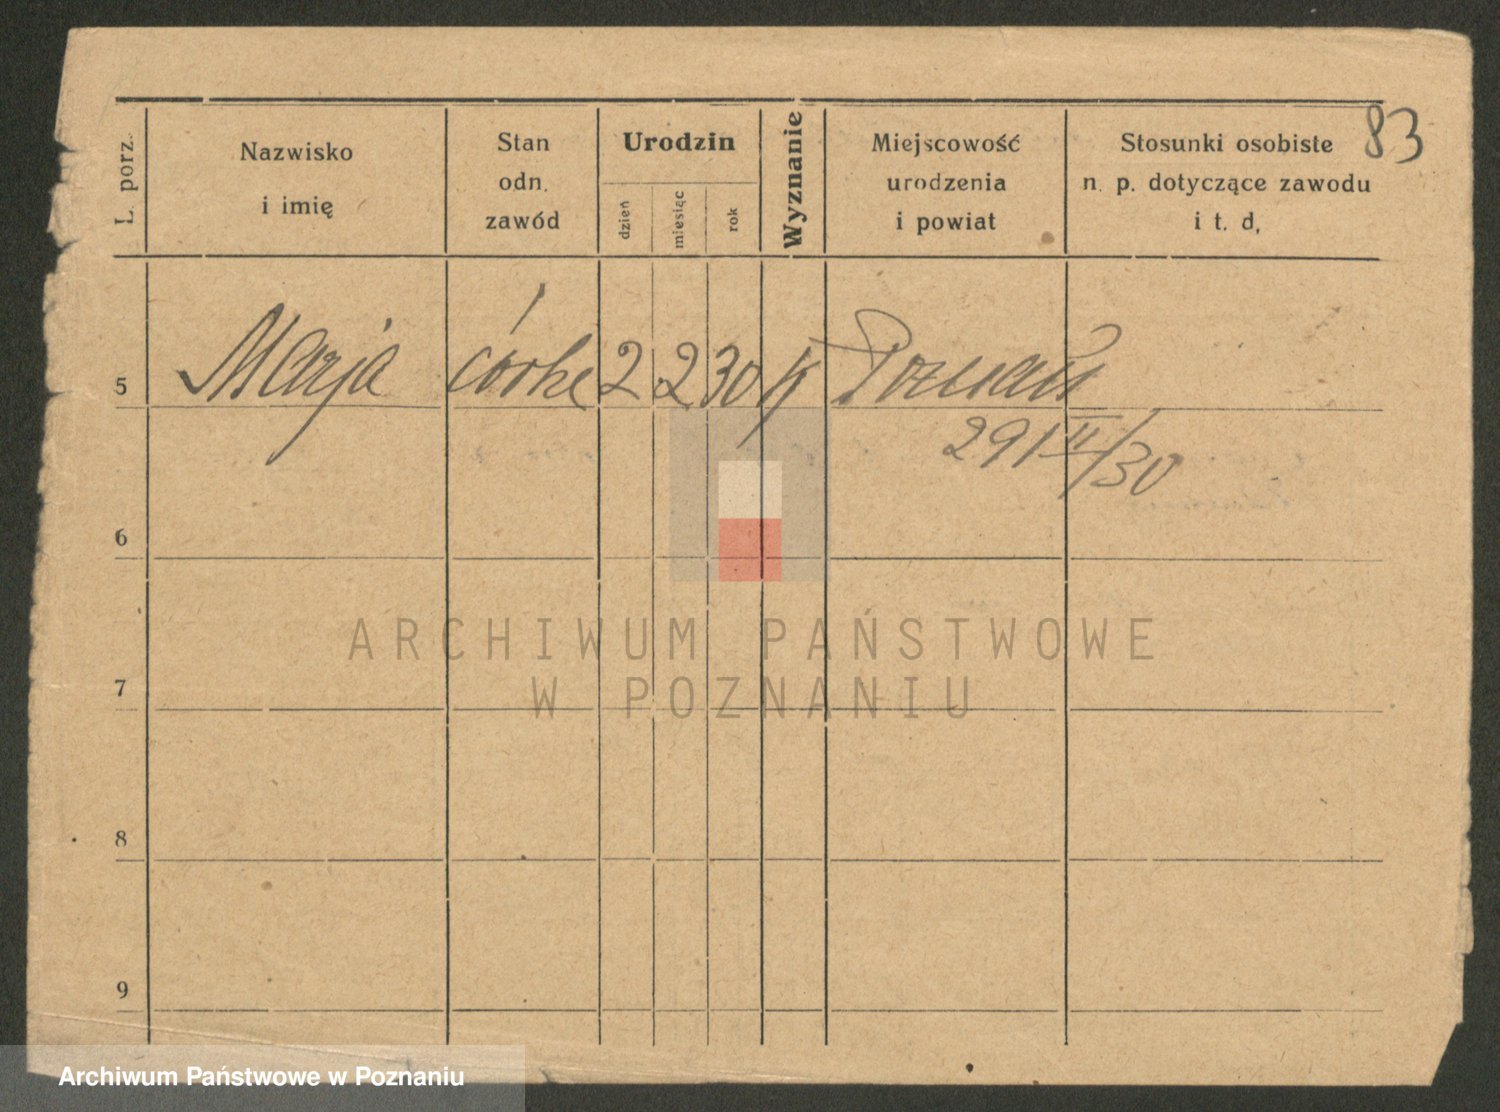 83
L. porz.
Nazwisko
i imię
Stan
odn.
zawód
Urodzin
dzień
miesiąc
rok
Wyznanie
Miejscowość
urodzenia
i powiat
Stosunki osobiste
n. p. dotyczące zawodu
i t. d,
5 Marja córka 2 2 30 K Poznań
29/II/30
6
7
8
9
ARCHIWUM PAŃSTWOWE
W POZNANIU
Archiwum Państwowe w Poznaniu